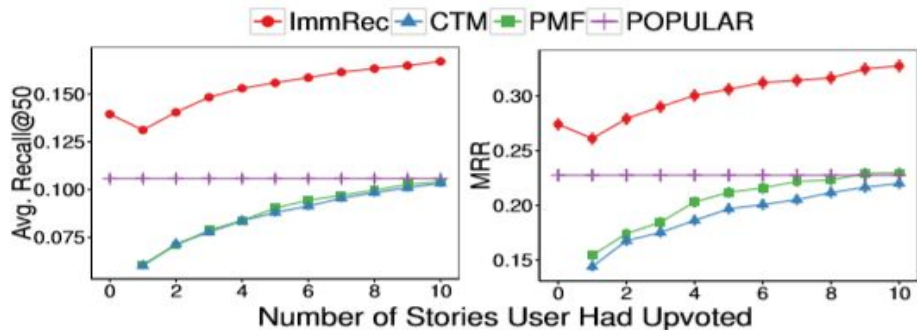 ImmRec CTM PMF POPULAR
Avg. Recall@50
0.150
0.125
0.100
0.075
0 2 4 6 8 10
MRR
0.30
0.25
0.20
0.15
0 2 4 6 8 10
Number of Stories User Had Upvoted